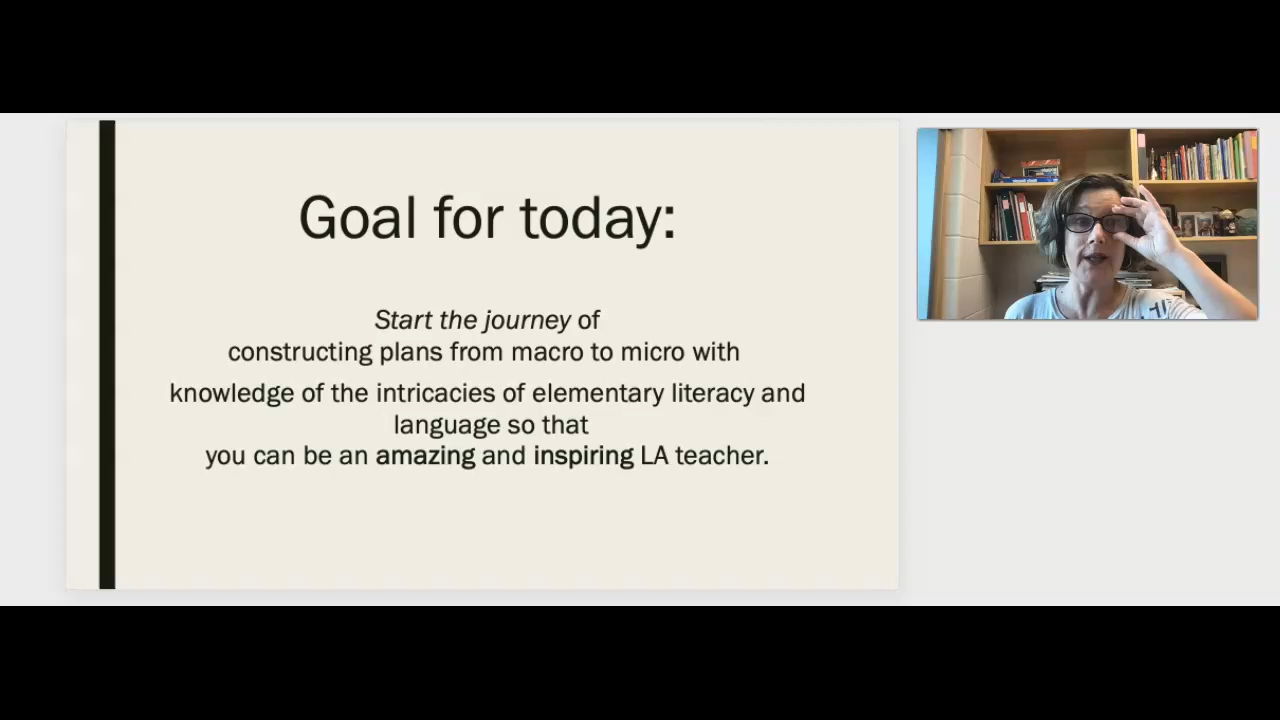 Goal for today:
Start the journey of
constructing plans from macro to micro with
knowledge of the intricacies of elementary literacy and
language so that
you can be an amazing and inspiring LA teacher.